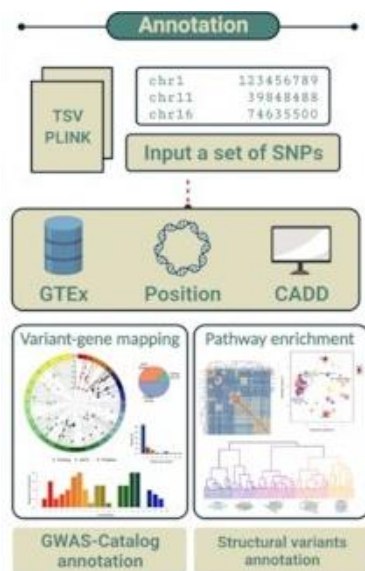 Annotation
TSV
PLINK
chr1 123456789
chr11 39848488
chr16 74635500
Input a set of SNPs
GTEx Position CADD
Variant-gene mapping
Pathway enrichment
GWAS-Catalog
annotation
Structural variants
annotation